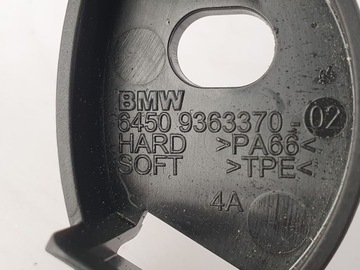 BMW
6450 9363370 02
HARD >PA66<
SOFT >TPE<
4A